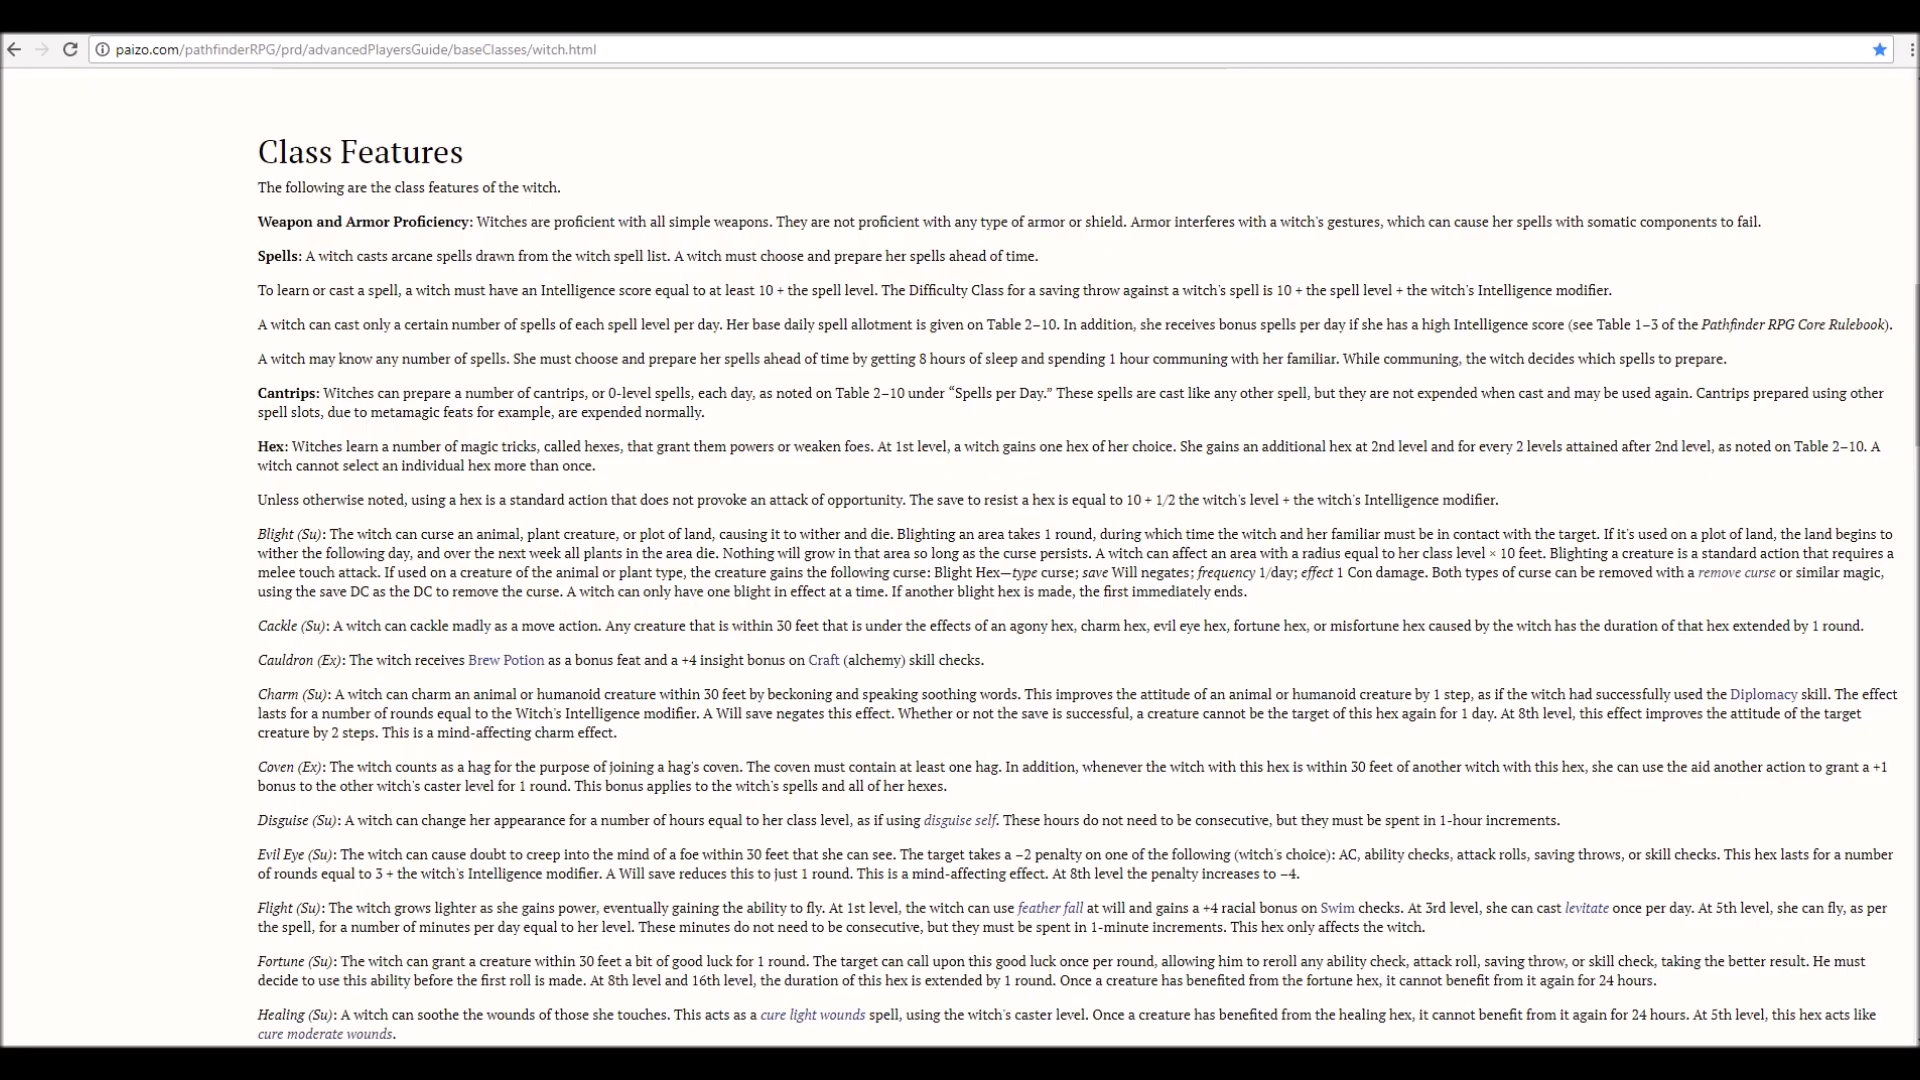 paizo.com/pathfinderRPG/prd/advancedPlayersGuide/baseClasses/witch.html
Class Features
The following are the class features of the witch.
Weapon and Armor Proficiency: Witches are proficient with all simple weapons. They are not proficient with any type of armor or shield. Armor interferes with a witch's gestures, which can cause her spells with somatic components to fail.
Spells: A witch casts arcane spells drawn from the witch spell list. A witch must choose and prepare her spells ahead of time.
To learn or cast a spell, a witch must have an Intelligence score equal to at least 10 + the spell level. The Difficulty Class for a saving throw against a witch's spell is 10 + the spell level + the witch's Intelligence modifier.
A witch can cast only a certain number of spells of each spell level per day. Her base daily spell allotment is given on Table 2–10. In addition, she receives bonus spells per day if she has a high Intelligence score (see Table 1–3 of the Pathfinder RPG Core Rulebook).
A witch may know any number of spells. She must choose and prepare her spells ahead of time by getting 8 hours of sleep and spending 1 hour communing with her familiar. While communing, the witch decides which spells to prepare.
Cantrips: Witches can prepare a number of cantrips, or 0-level spells, each day, as noted on Table 2–10 under “Spells per Day.” These spells are cast like any other spell, but they are not expended when cast and may be used again. Cantrips prepared using other
spell slots, due to metamagic feats for example, are expended normally.
Hex: Witches learn a number of magic tricks, called hexes, that grant them powers or weaken foes. At 1st level, a witch gains one hex of her choice. She gains an additional hex at 2nd level and for every 2 levels attained after 2nd level, as noted on Table 2–10. A
witch cannot select an individual hex more than once.
Unless otherwise noted, using a hex is a standard action that does not provoke an attack of opportunity. The save to resist a hex is equal to 10 + 1/2 the witch's level + the witch's Intelligence modifier.
Blight (Su): The witch can curse an animal, plant creature, or plot of land, causing it to wither and die. Blighting an area takes 1 round, during which time the witch and her familiar must be in contact with the target. If it's used on a plot of land, the land begins to
wither the following day, and over the next week all plants in the area die. Nothing will grow in that area so long as the curse persists. A witch can affect an area with a radius equal to her class level × 10 feet. Blighting a creature is a standard action that requires a
melee touch attack. If used on a creature of the animal or plant type, the creature gains the following curse: Blight Hex—type curse; save Will negates; frequency 1/day; effect 1 Con damage. Both types of curse can be removed with a remove curse or similar magic,
using the save DC as the DC to remove the curse. A witch can only have one blight in effect at a time. If another blight hex is made, the first immediately ends.
Cackle (Su): A witch can cackle madly as a move action. Any creature that is within 30 feet that is under the effects of an agony hex, charm hex, evil eye hex, fortune hex, or misfortune hex caused by the witch has the duration of that hex extended by 1 round.
Cauldron (Ex): The witch receives Brew Potion as a bonus feat and a +4 insight bonus on Craft (alchemy) skill checks.
Charm (Su): A witch can charm an animal or humanoid creature within 30 feet by beckoning and speaking soothing words. This improves the attitude of an animal or humanoid creature by 1 step, as if the witch had successfully used the Diplomacy skill. The effect
lasts for a number of rounds equal to the Witch's Intelligence modifier. A Will save negates this effect. Whether or not the save is successful, a creature cannot be the target of this hex again for 1 day. At 8th level, this effect improves the attitude of the target
creature by 2 steps. This is a mind-affecting charm effect.
Coven (Ex): The witch counts as a hag for the purpose of joining a hag's coven. The coven must contain at least one hag. In addition, whenever the witch with this hex is within 30 feet of another witch with this hex, she can use the aid another action to grant a +1
bonus to the other witch's caster level for 1 round. This bonus applies to the witch's spells and all of her hexes.
Disguise (Su): A witch can change her appearance for a number of hours equal to her class level, as if using disguise self. These hours do not need to be consecutive, but they must be spent in 1-hour increments.
Evil Eye (Su): The witch can cause doubt to creep into the mind of a foe within 30 feet that she can see. The target takes a –2 penalty on one of the following (witch's choice): AC, ability checks, attack rolls, saving throws, or skill checks. This hex lasts for a number
of rounds equal to 3 + the witch's Intelligence modifier. A Will save reduces this to just 1 round. This is a mind-affecting effect. At 8th level the penalty increases to –4.
Flight (Su): The witch grows lighter as she gains power, eventually gaining the ability to fly. At 1st level, the witch can use feather fall at will and gains a +4 racial bonus on Swim checks. At 3rd level, she can cast levitate once per day. At 5th level, she can fly, as per
the spell, for a number of minutes per day equal to her level. These minutes do not need to be consecutive, but they must be spent in 1-minute increments. This hex only affects the witch.
Fortune (Su): The witch can grant a creature within 30 feet a bit of good luck for 1 round. The target can call upon this good luck once per round, allowing him to reroll any ability check, attack roll, saving throw, or skill check, taking the better result. He must
decide to use this ability before the first roll is made. At 8th level and 16th level, the duration of this hex is extended by 1 round. Once a creature has benefited from the fortune hex, it cannot benefit from it again for 24 hours.
Healing (Su): A witch can soothe the wounds of those she touches. This acts as a cure light wounds spell, using the witch's caster level. Once a creature has benefited from the healing hex, it cannot benefit from it again for 24 hours. At 5th level, this hex acts like
cure moderate wounds.